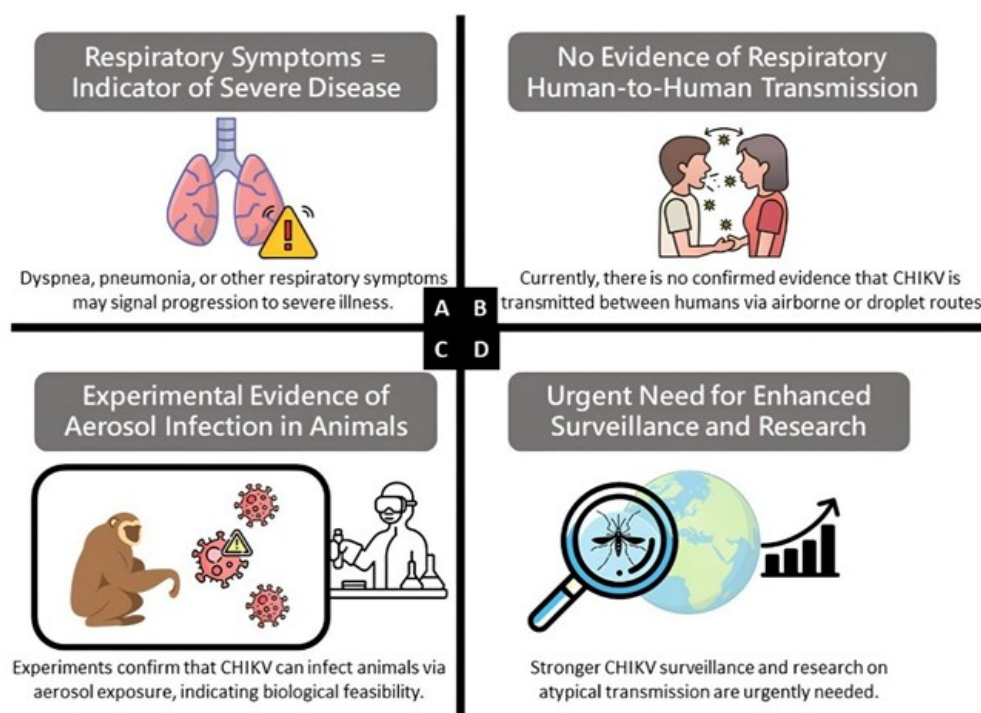 Respiratory Symptoms =
Indicator of Severe Disease
Dyspnea, pneumonia, or other respiratory symptoms
may signal progression to severe illness.
No Evidence of Respiratory
Human-to-Human Transmission
Currently, there is no confirmed evidence that CHIKV is
transmitted between humans via airborne or droplet routes
A B
C D
Experimental Evidence of
Aerosol Infection in Animals
Experiments confirm that CHIKV can infect animals via
aerosol exposure, indicating biological feasibility.
Urgent Need for Enhanced
Surveillance and Research
Stronger CHIKV surveillance and research on
atypical transmission are urgently needed.